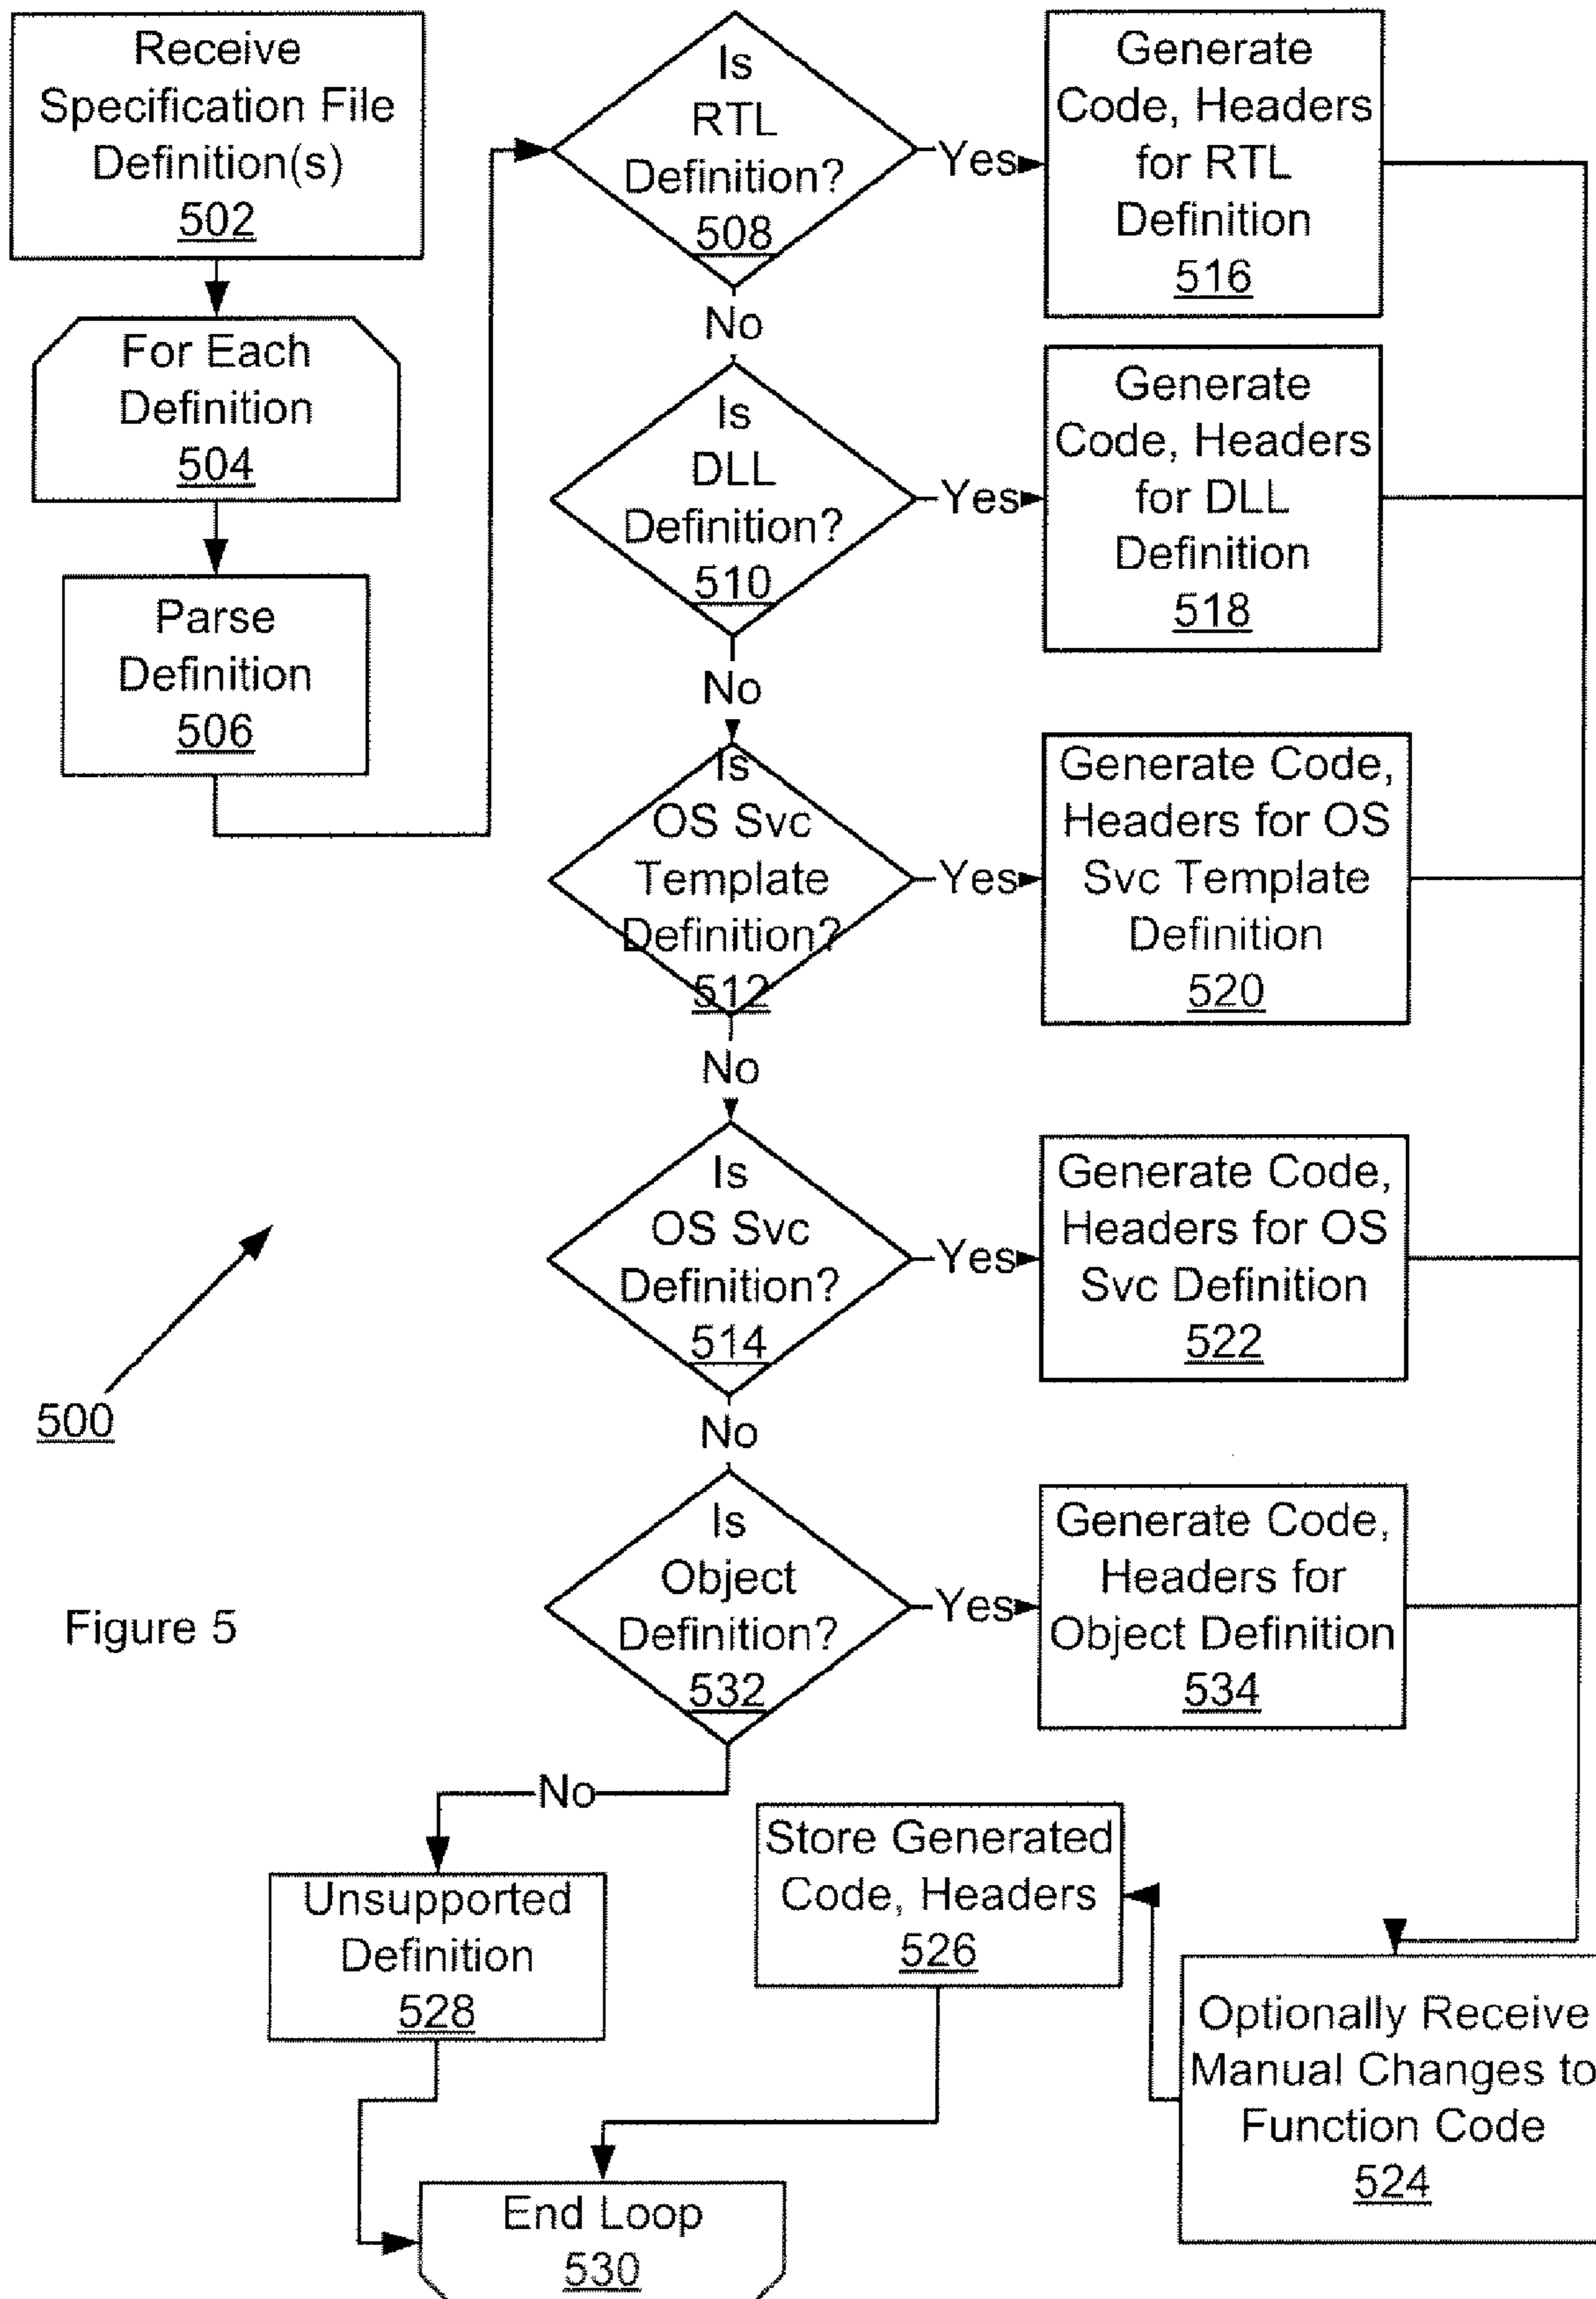 Receive
Specification File
Definition(s)
502
For Each
Definition
504
Parse
Definition
506
Is
RTL
Definition?
508
Yes
Generate
Code, Headers
for RTL
Definition
516
No
Is
DLL
Definition?
510
Yes
Generate
Code, Headers
for DLL
Definition
518
No
Is
OS Svc
Template
Definition?
512
Yes
Generate Code,
Headers for OS
Svc Template
Definition
520
No
Is
OS Svc
Definition?
514
Yes
Generate Code,
Headers for OS
Svc Definition
522
500
No
Is
Object
Definition?
532
Yes
Generate Code,
Headers for
Object Definition
534
Figure 5
No
Unsupported
Definition
528
Store Generated
Code, Headers
526
Optionally Receive
Manual Changes to
Function Code
524
End Loop
530